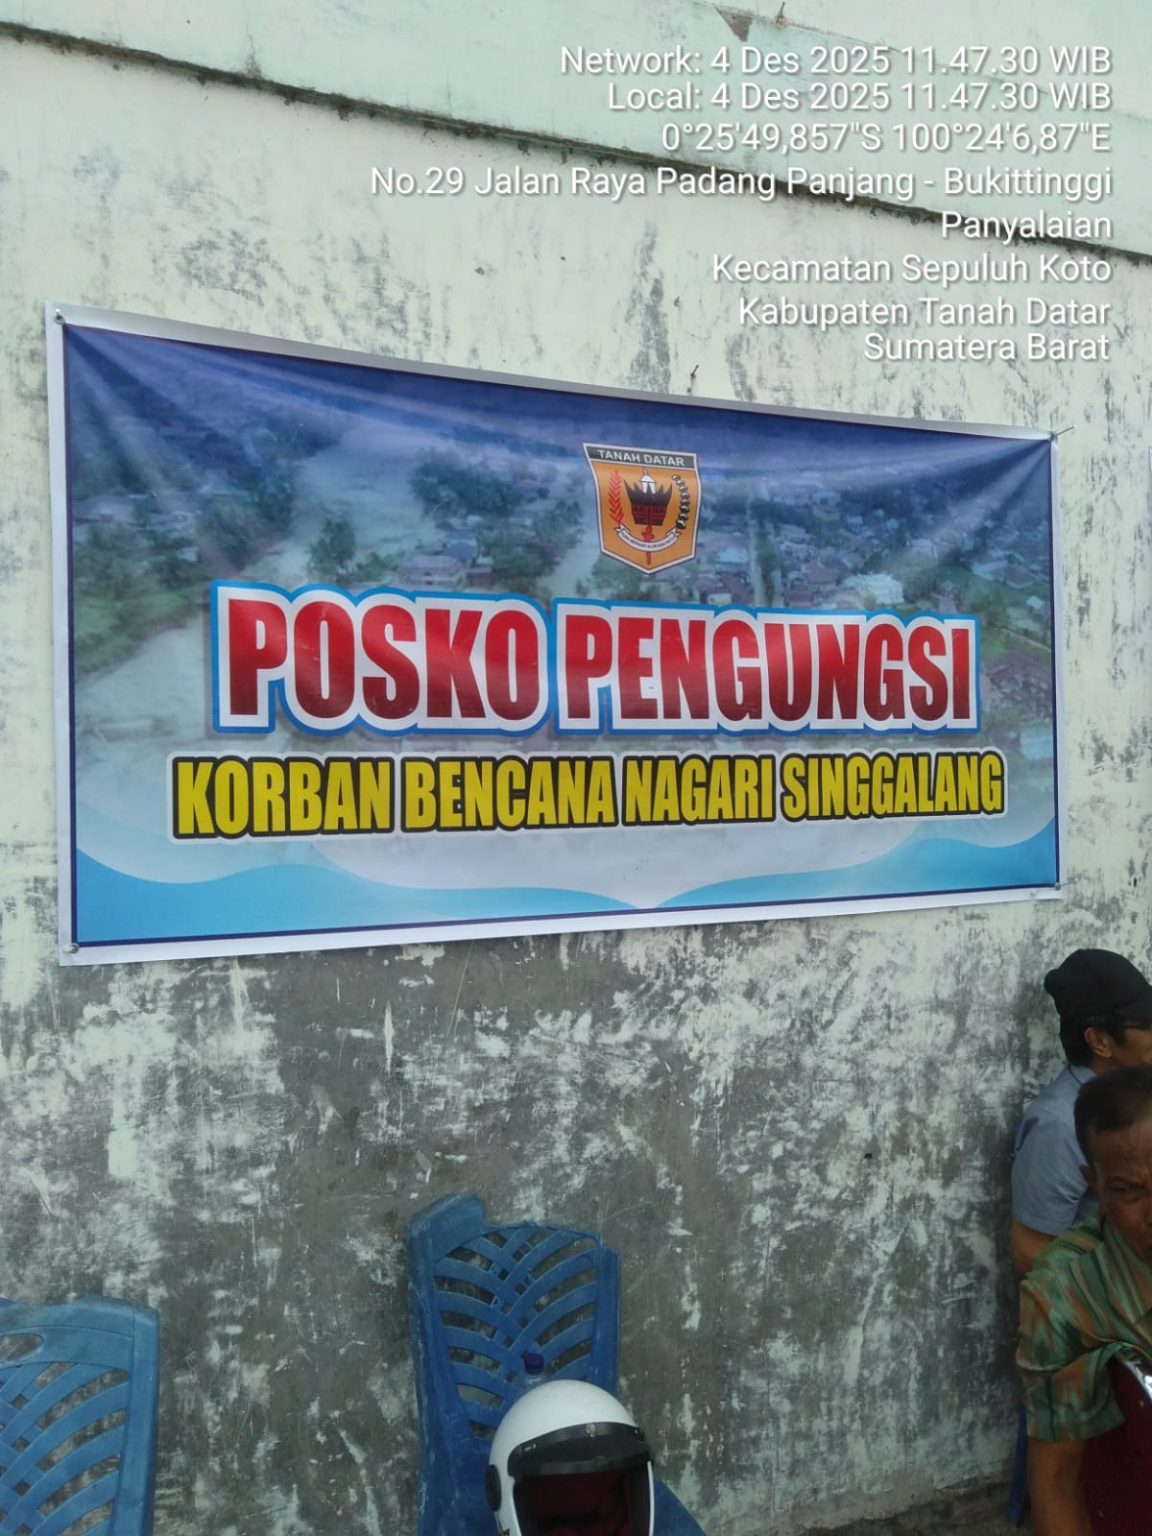 Network: 4 Des 2025 11.47.30 WIB
Local: 4 Des 2025 11.47.30 WIB
0°25'49,857"S 100°24'6,87"E
No.29 Jalan Raya Padang Panjang - Bukittinggi
Panyalaian
Kecamatan Sepuluh Koto
Kabupaten Tanah Datar
Sumatera Barat
TANAH DATAR
POSKO PENGUNGSI
KORBAN BENCANA NAGARI SINGGALANG